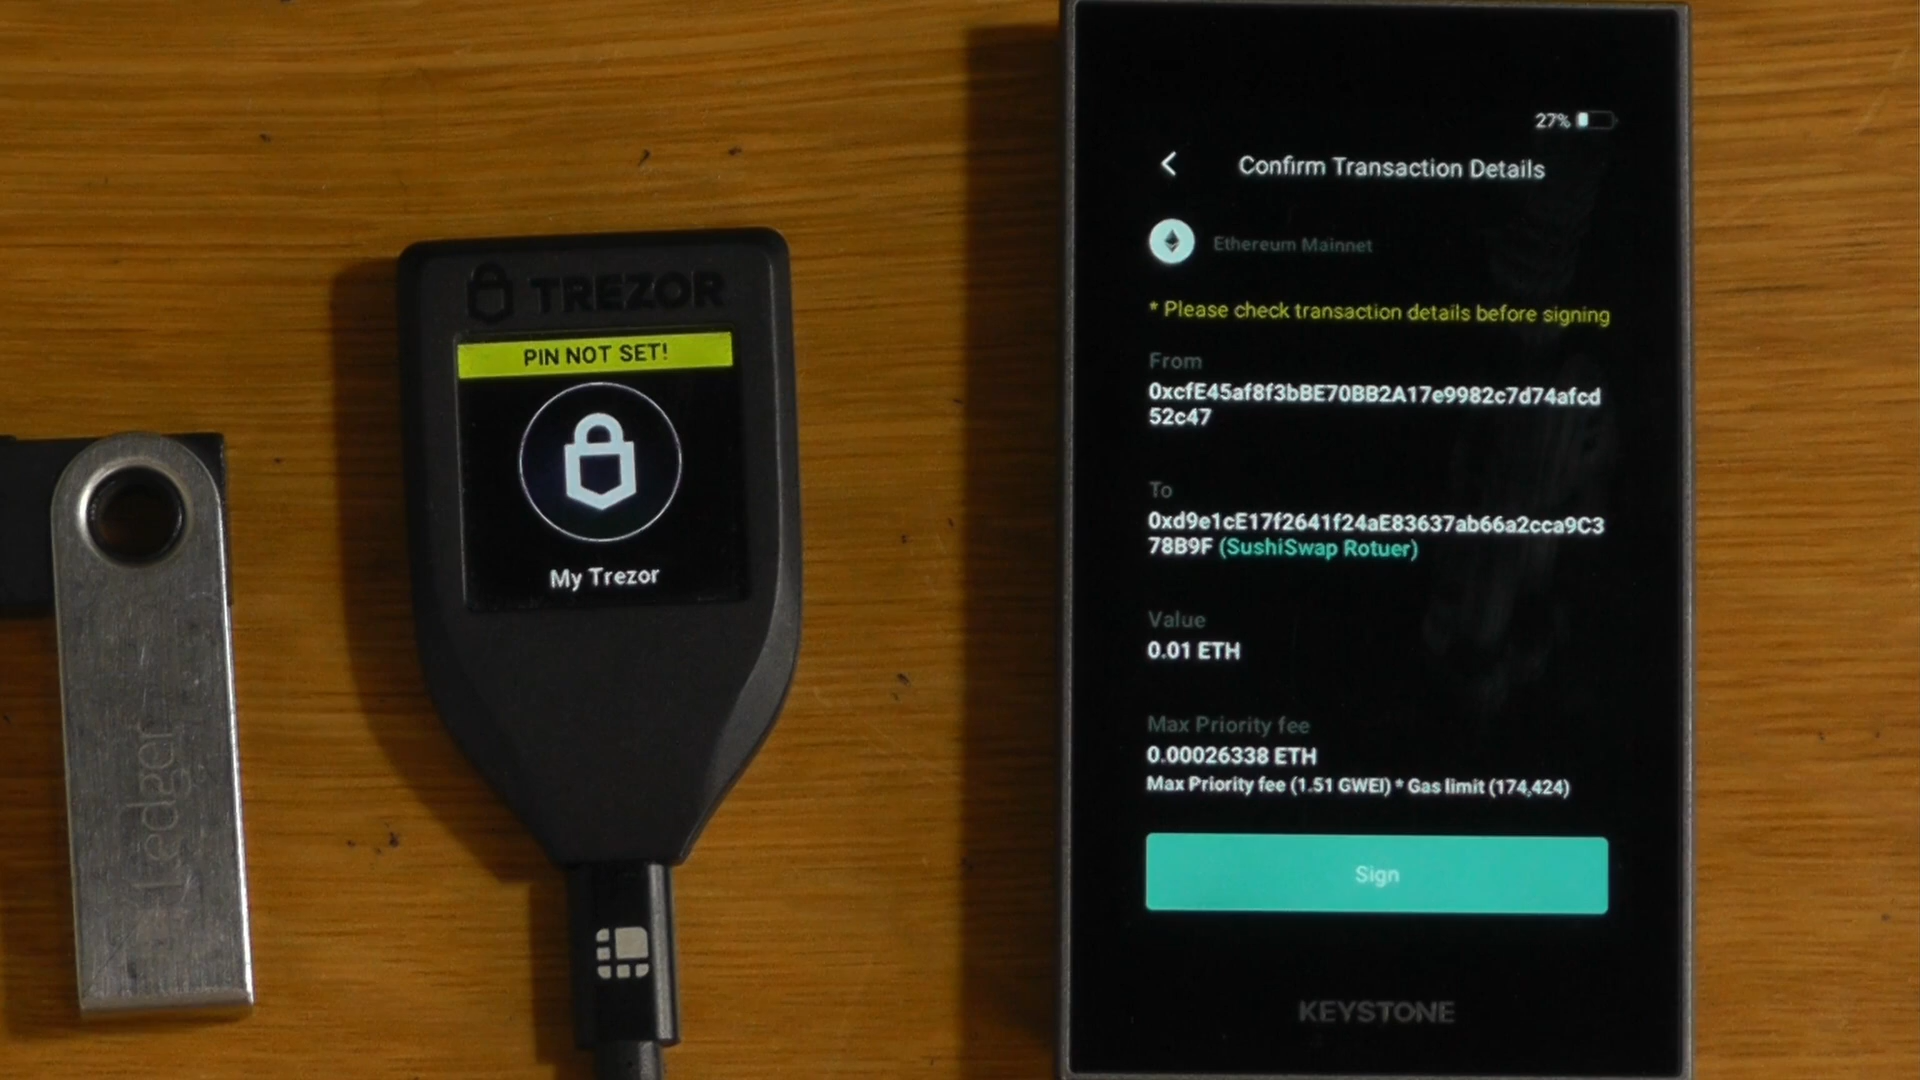 Ledger
TREZOR
PIN NOT SET!
My Trezor
27%
Confirm Transaction Details
Ethereum Mainnet
* Please check transaction details before signing
From
0xcfE45af8f3bBE70BB2A17e9982c7d74afcd
52c47
To
0xd9e1cE17f2641f24aE83637ab66a2cca9C3
78B9F (SushiSwap Rotuer)
Value
0.01 ETH
Max Priority fee
0.00026338 ETH
Max Priority fee (1.51 GWEI) * Gas limit (174,424)
Sign
KEYSTONE